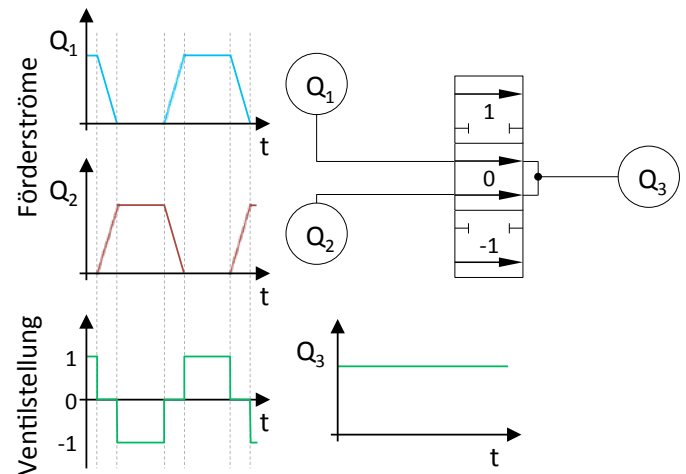 Förderströme
Q1
t
Q2
t
Ventilstellung
1
0
-1
t
Q1
Q2
1
0
-1
Q3
Q3
t